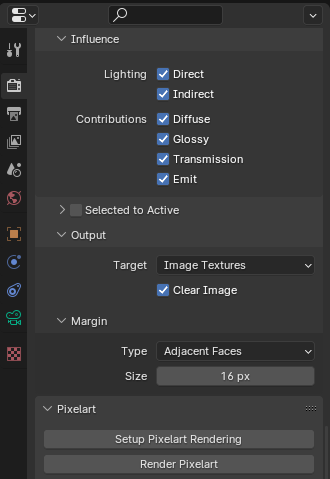 Influence
Lighting Direct
Indirect
Contributions Diffuse
Glossy
Transmission
Emit
Selected to Active
Output
Target Image Textures
Clear Image
Margin
Type Adjacent Faces
Size 16 px
Pixelart
Setup Pixelart Rendering
Render Pixelart